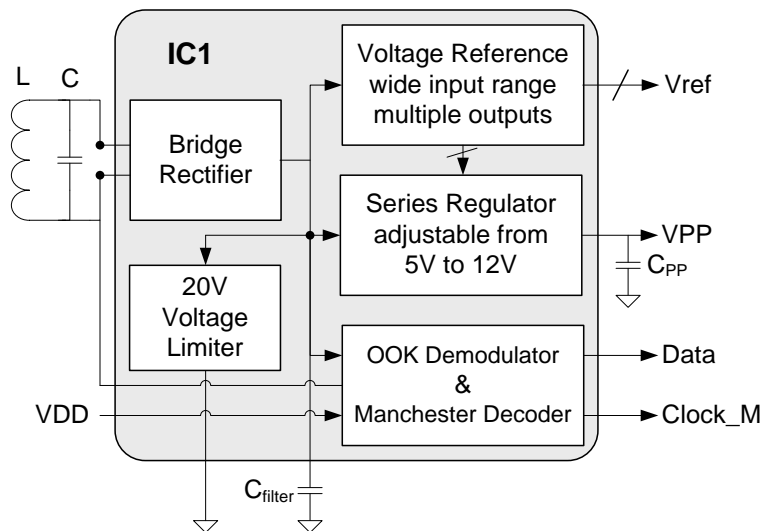 IC1
L
C
Bridge
Rectifier
Voltage Reference
wide input range
multiple outputs
Vref
Series Regulator
adjustable from
5V to 12V
VPP
CPP
20V
Voltage
Limiter
OOK Demodulator
&
Manchester Decoder
Data
VDD
Clock_M
Cfilter